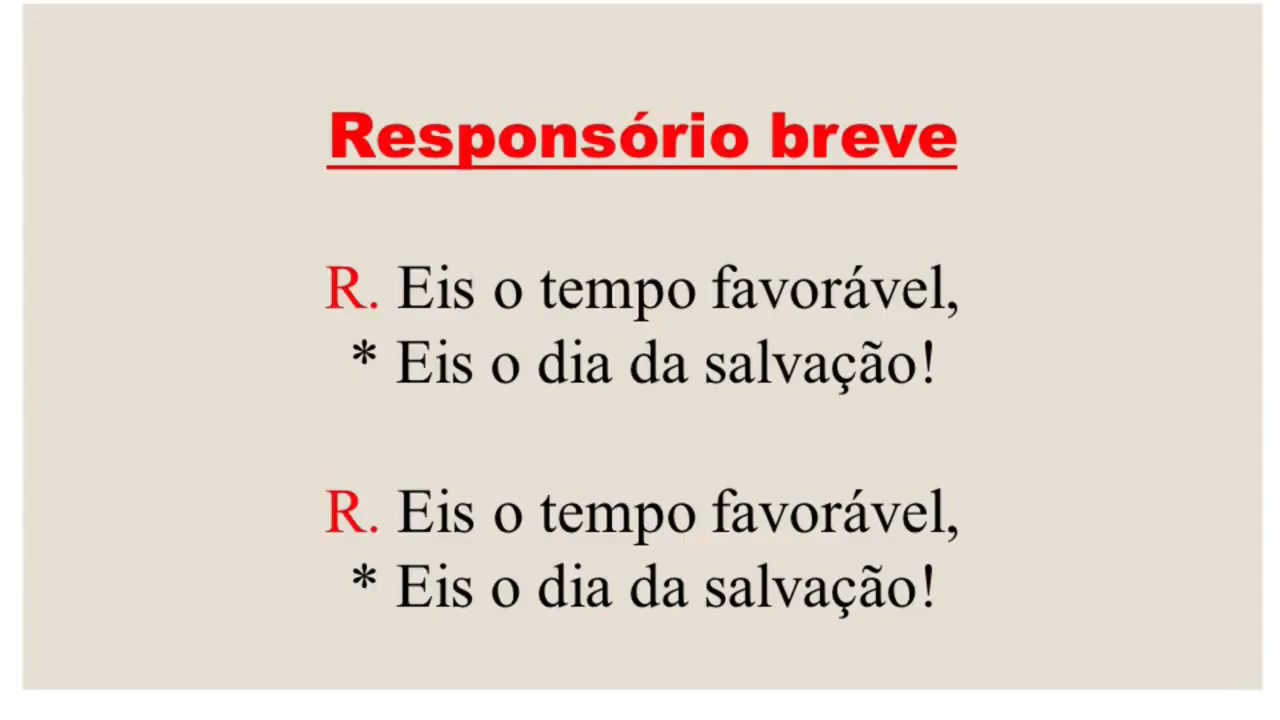 Responsório breve
R. Eis o tempo favorável,
* Eis o dia da salvação!
R. Eis o tempo favorável,
* Eis o dia da salvação!